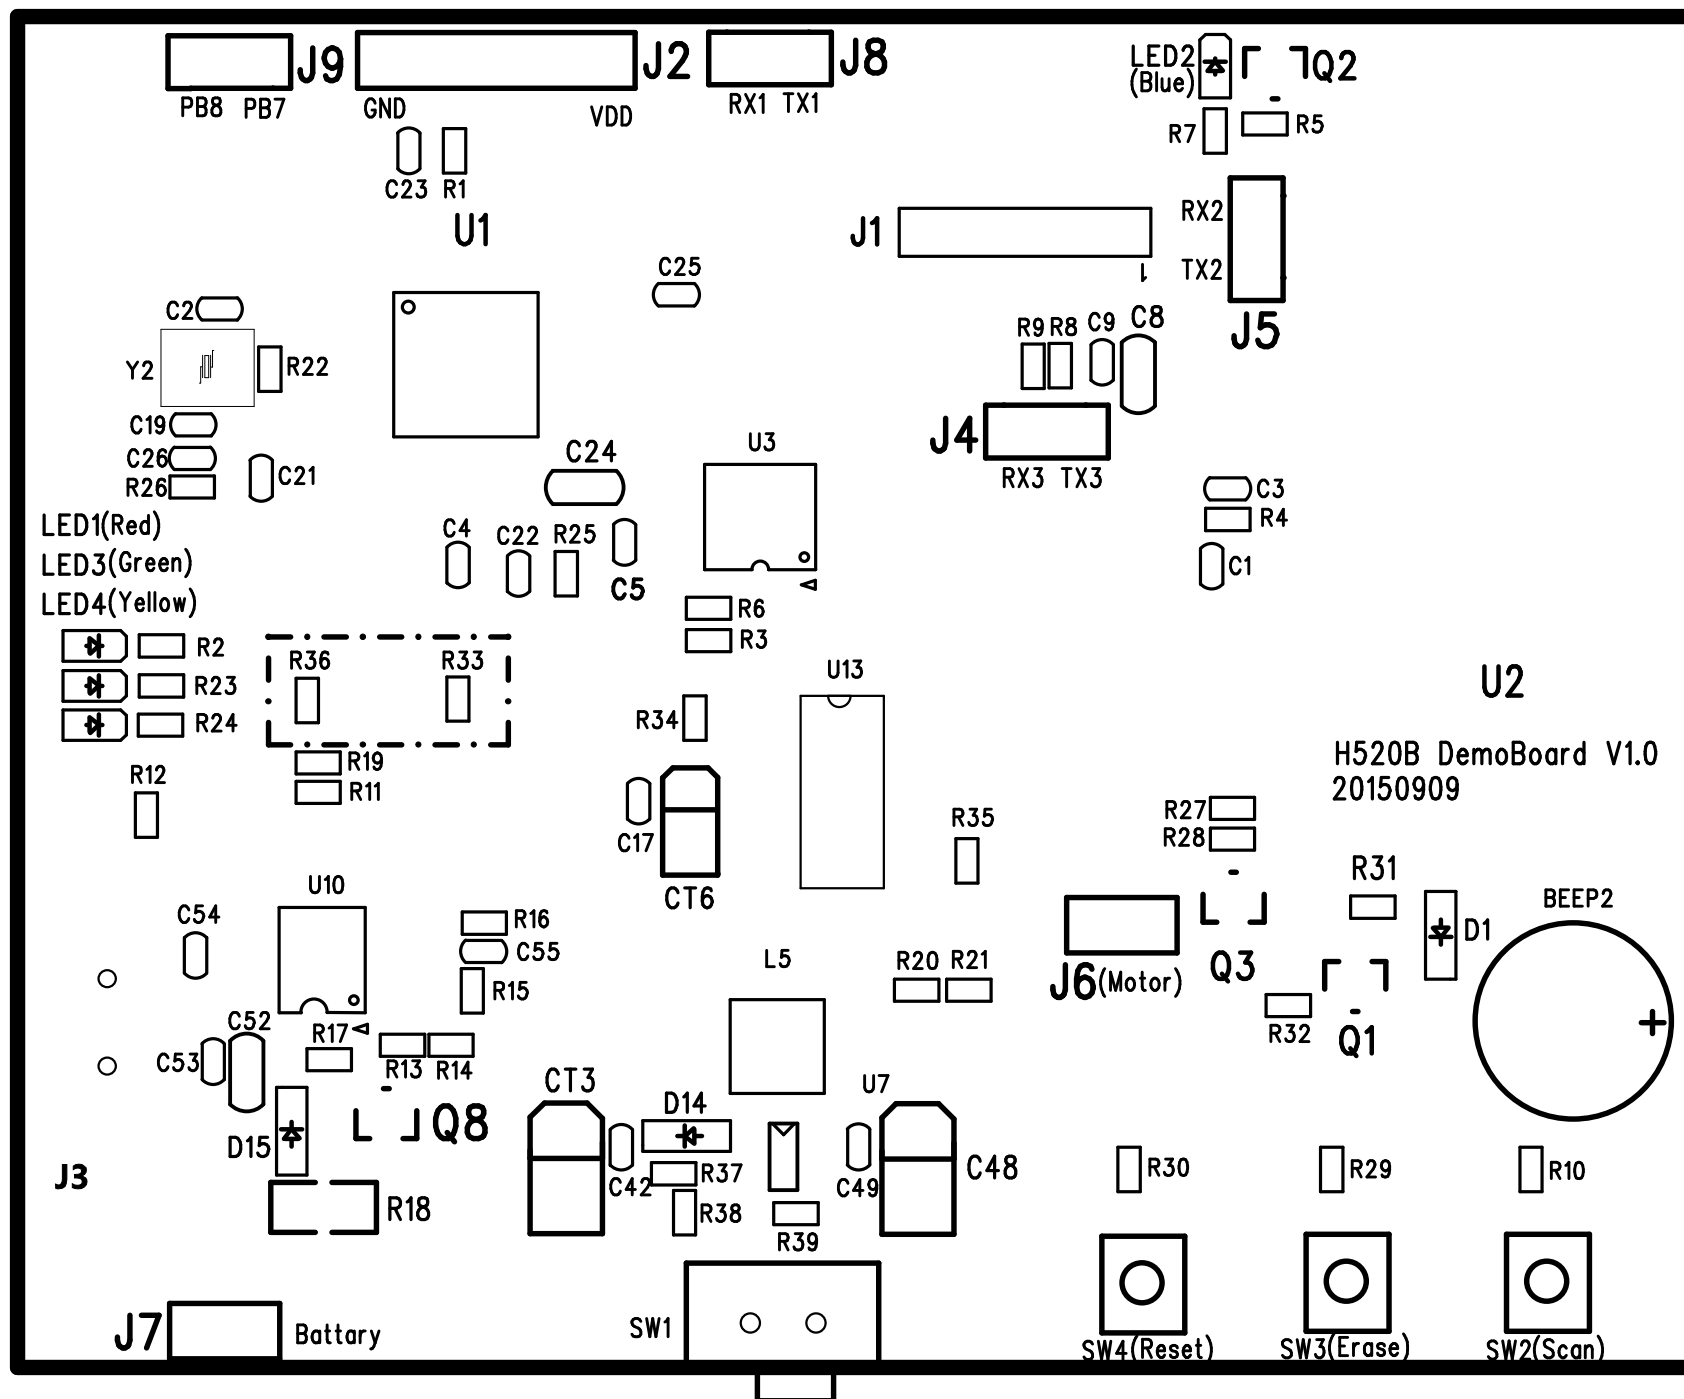 J9
J2
J8
LED2
(Blue)
Q2
PB8 PB7
GND
VDD
RX1 TX1
R7
R5
C23 R1
U1
J1
1
RX2
TX2
J5
C25
C2
Y2
R22
R9 R8 C9 C8
C19
C26
R26
C21
C24
U3
J4
RX3 TX3
C3
R4
C1
LED1(Red)
LED3(Green)
LED4(Yellow)
C4 C22 R25
C5
R6
R3
R2
R23
R24
R36 R33
R34
U13
U2
H520B DemoBoard V1.0
20150909
R19
R11
R12
C17
CT6
R35
R27
R28
R31
BEEP2
U10
C54
R16
C55
R15
L5
R20 R21
J6(Motor)
Q3
D1
+
R32
Q1
C52
C53
R17
R13 R14
CT3
D14
U7
D15
Q8
J3
R18
C42
R37
R38
R39
C49
C48
R30
R29
R10
J7
Battary
SW1
SW4(Reset)
SW3(Erase)
SW2(Scan)